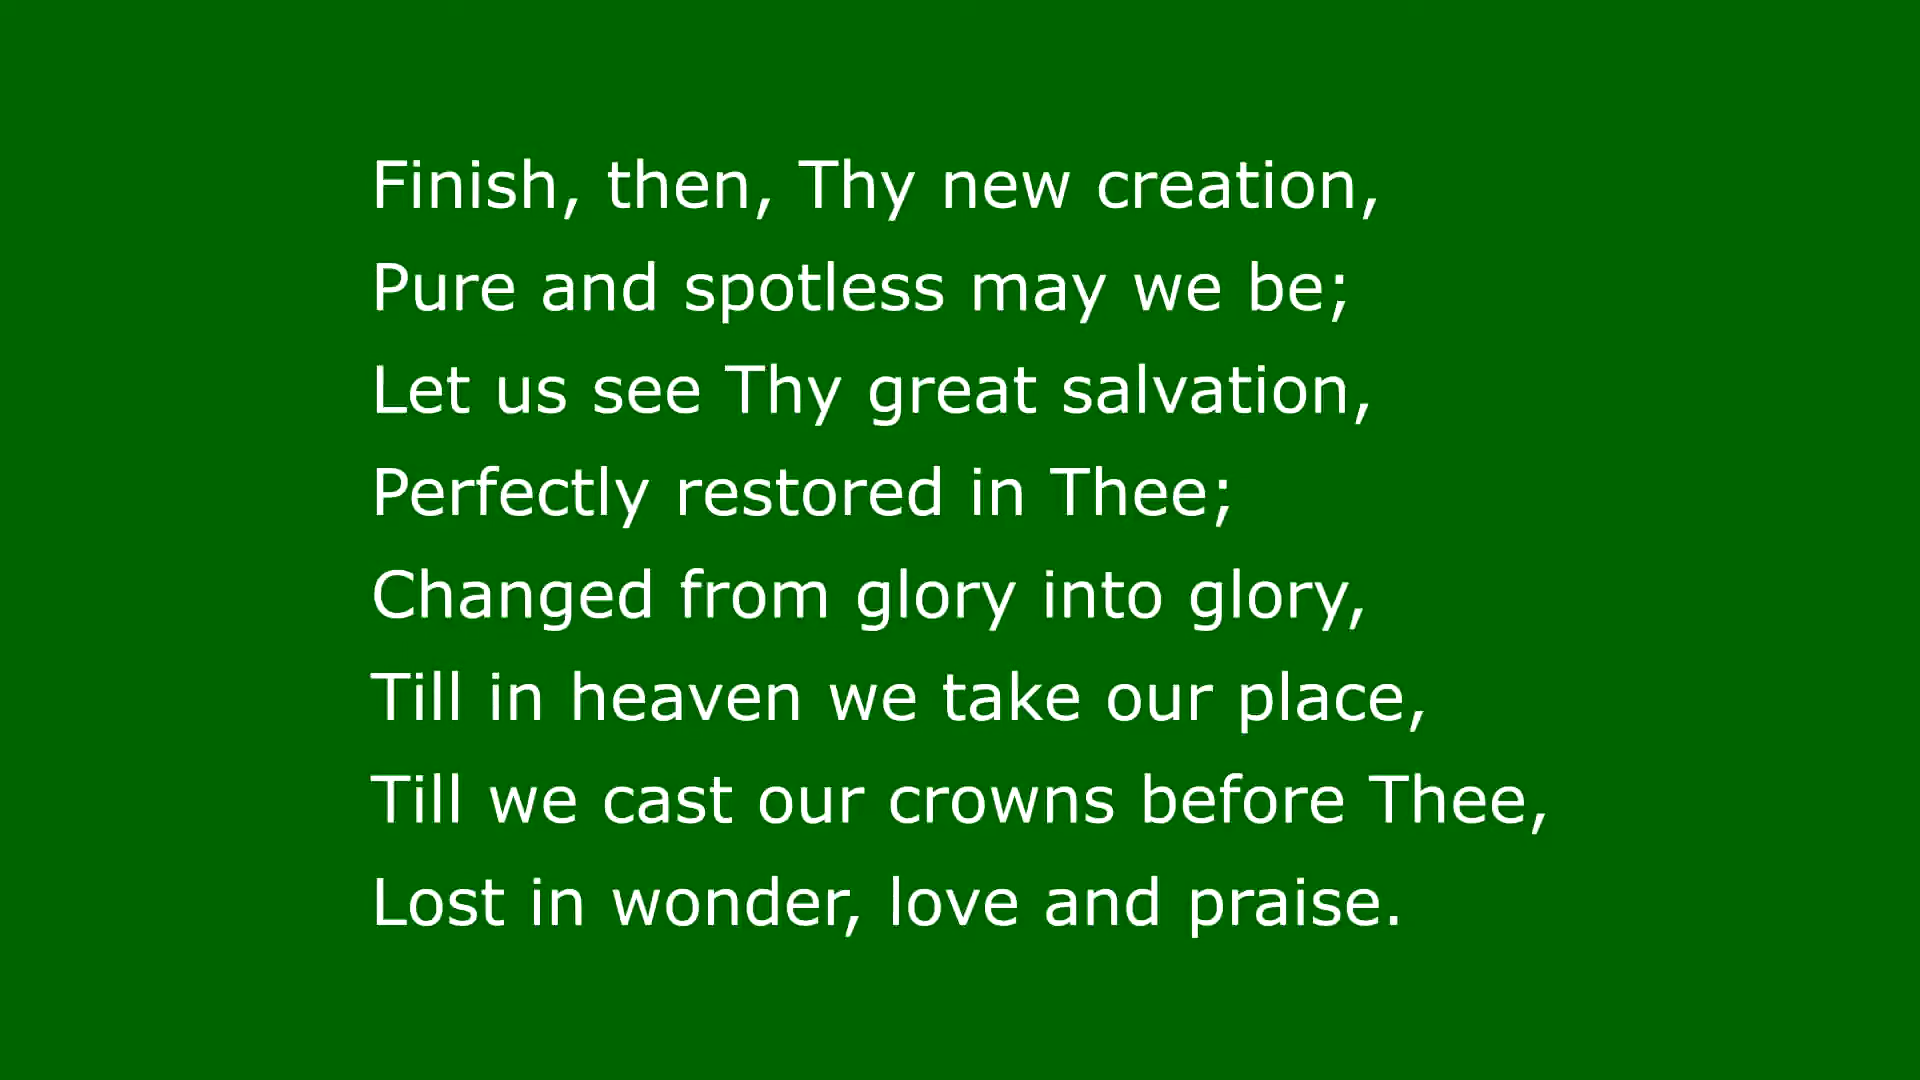 Finish, then, Thy new creation,
Pure and spotless may we be;
Let us see Thy great salvation,
Perfectly restored in Thee;
Changed from glory into glory,
Till in heaven we take our place,
Till we cast our crowns before Thee,
Lost in wonder, love and praise.